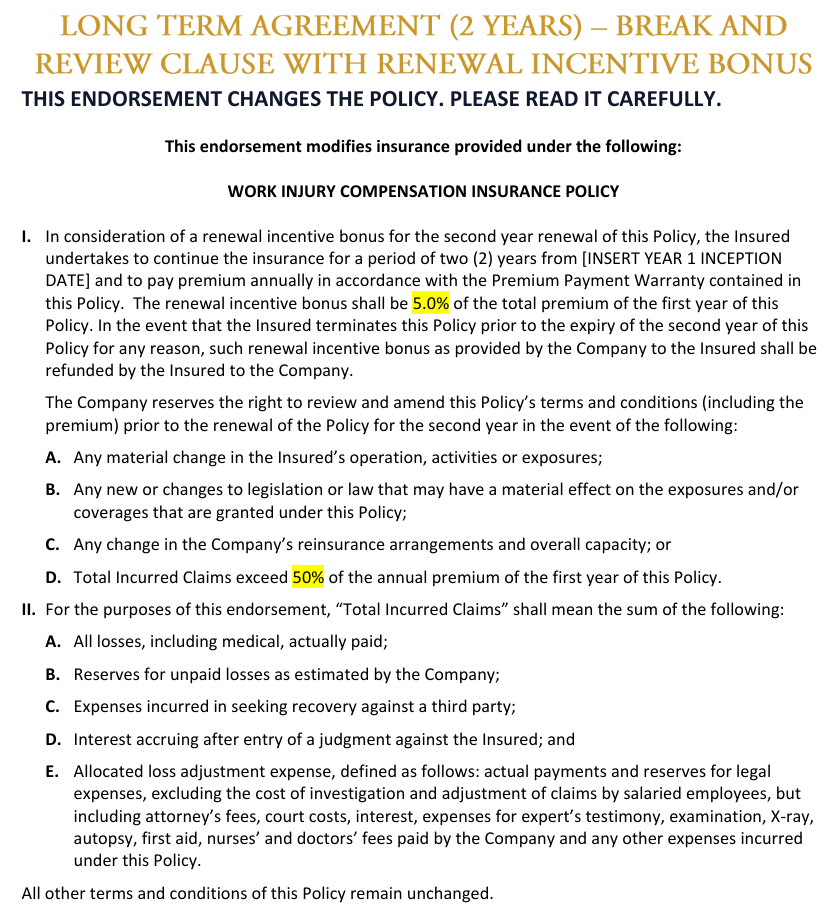 LONG TERM AGREEMENT (2 YEARS) – BREAK AND
REVIEW CLAUSE WITH RENEWAL INCENTIVE BONUS
THIS ENDORSEMENT CHANGES THE POLICY. PLEASE READ IT CAREFULLY.
This endorsement modifies insurance provided under the following:
WORK INJURY COMPENSATION INSURANCE POLICY
I. In consideration of a renewal incentive bonus for the second year renewal of this Policy, the Insured
undertakes to continue the insurance for a period of two (2) years from [INSERT YEAR 1 INCEPTION
DATE] and to pay premium annually in accordance with the Premium Payment Warranty contained in
this Policy. The renewal incentive bonus shall be 5.0% of the total premium of the first year of this
Policy. In the event that the Insured terminates this Policy prior to the expiry of the second year of this
Policy for any reason, such renewal incentive bonus as provided by the Company to the Insured shall be
refunded by the Insured to the Company.
The Company reserves the right to review and amend this Policy's terms and conditions (including the
premium) prior to the renewal of the Policy for the second year in the event of the following:
A. Any material change in the Insured's operation, activities or exposures;
B. Any new or changes to legislation or law that may have a material effect on the exposures and/or
coverages that are granted under this Policy;
C. Any change in the Company's reinsurance arrangements and overall capacity; or
D. Total Incurred Claims exceed 50% of the annual premium of the first year of this Policy.
II. For the purposes of this endorsement, "Total Incurred Claims" shall mean the sum of the following:
A. All losses, including medical, actually paid;
B. Reserves for unpaid losses as estimated by the Company;
C. Expenses incurred in seeking recovery against a third party;
D. Interest accruing after entry of a judgment against the Insured; and
E. Allocated loss adjustment expense, defined as follows: actual payments and reserves for legal
expenses, excluding the cost of investigation and adjustment of claims by salaried employees, but
including attorney's fees, court costs, interest, expenses for expert's testimony, examination, X-ray,
autopsy, first aid, nurses' and doctors' fees paid by the Company and any other expenses incurred
under this Policy.
All other terms and conditions of this Policy remain unchanged.